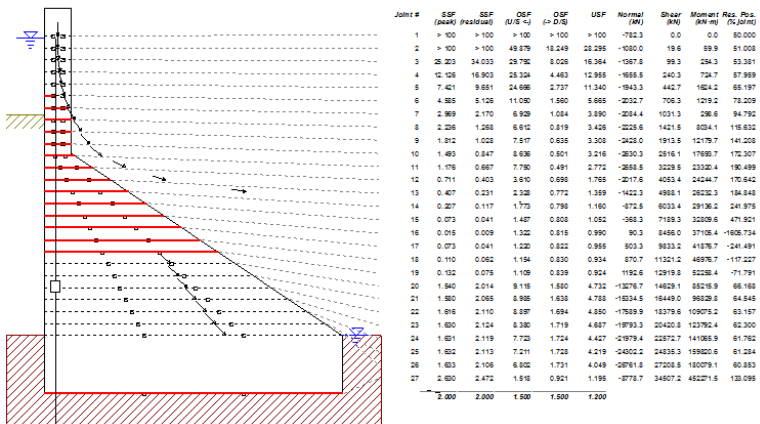 Joint # SSF SSF OSF OSF USF Normal Shear Moment Res. Pos.
(peak) (residual) (U/S <-) (-> D/S) (kN) (kN) (kN·m) (% joint)
1 > 100 > 100 > 100 > 100 > 100 -782.3 0.0 0.0 50.000
2 > 100 > 100 49.879 18.249 28.295 -1080.0 19.6 59.9 51.008
3 25.203 34.033 29.792 8.026 16.364 -1367.8 99.3 254.3 53.381
4 12.126 16.903 25.324 4.463 12.955 -1655.5 240.3 724.7 57.959
5 7.421 9.651 24.666 2.737 11.340 -1943.3 442.7 1624.2 65.197
6 4.585 5.126 11.050 1.560 5.665 -2032.7 706.3 1219.2 78.209
7 2.969 2.170 6.929 1.084 3.890 -2084.4 1031.3 298.6 94.792
8 2.236 1.268 6.612 0.819 3.426 -2225.6 1421.5 8034.1 115.632
9 1.812 1.028 7.517 0.635 3.288 -2428.0 1913.5 12179.7 141.208
10 1.493 0.847 8.636 0.501 3.216 -2630.3 2516.1 17693.7 172.307
11 1.176 0.667 7.790 0.491 2.772 -2658.5 3229.5 23320.4 190.499
12 0.711 0.403 3.610 0.698 1.765 -2017.6 4053.4 24244.7 170.642
13 0.407 0.231 2.328 0.772 1.359 -1422.3 4988.1 26232.3 184.848
14 0.207 0.117 1.773 0.798 1.160 -872.5 6033.4 29136.2 241.975
15 0.073 0.041 1.487 0.808 1.052 -368.3 7189.3 32809.6 471.921
16 0.015 0.009 1.322 0.815 0.990 90.3 8456.0 37105.4 -1606.734
17 0.073 0.041 1.220 0.822 0.955 503.3 9833.2 41876.7 -241.491
18 0.110 0.062 1.154 0.830 0.934 870.7 11321.2 46976.7 -117.227
19 0.132 0.075 1.109 0.839 0.924 1192.6 12919.8 52258.4 -71.791
20 1.540 2.014 9.115 1.580 4.732 -13276.7 14629.1 85215.9 66.168
21 1.580 2.065 8.985 1.638 4.788 -15334.5 16449.0 96829.8 64.545
22 1.616 2.110 8.897 1.694 4.850 -17589.9 18379.6 109075.2 63.157
23 1.630 2.124 8.380 1.719 4.687 -19793.3 20420.8 123792.4 62.300
24 1.631 2.119 7.723 1.724 4.427 -21979.4 22572.7 141065.9 61.762
25 1.632 2.113 7.211 1.728 4.219 -24302.2 24835.3 159820.6 61.284
26 1.633 2.106 6.802 1.731 4.049 -26761.8 27208.5 180079.1 60.853
27 2.630 2.472 1.518 0.921 1.195 -8778.7 34507.2 452271.5 133.095
2.000 2.000 1.500 1.500 1.200